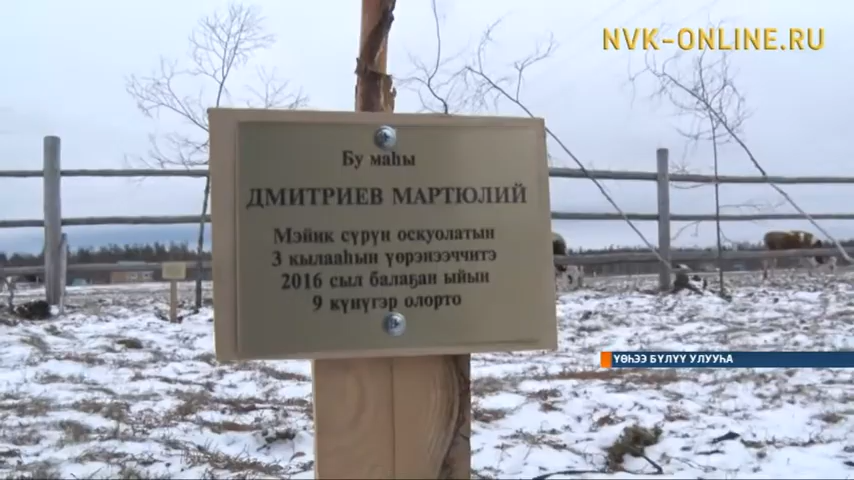 NVK-ONLINE.RU
Бу маһы
ДМИТРИЕВ МАРТЮЛИЙ
Мэйик сүрүн оскуолатын
3 кылааһын үөрэнээччитэ
2016 сыл балаҕан ыйын
9 күнүгэр олорто
ҮӨҺЭЭ БҮЛҮҮ УЛУУҺА